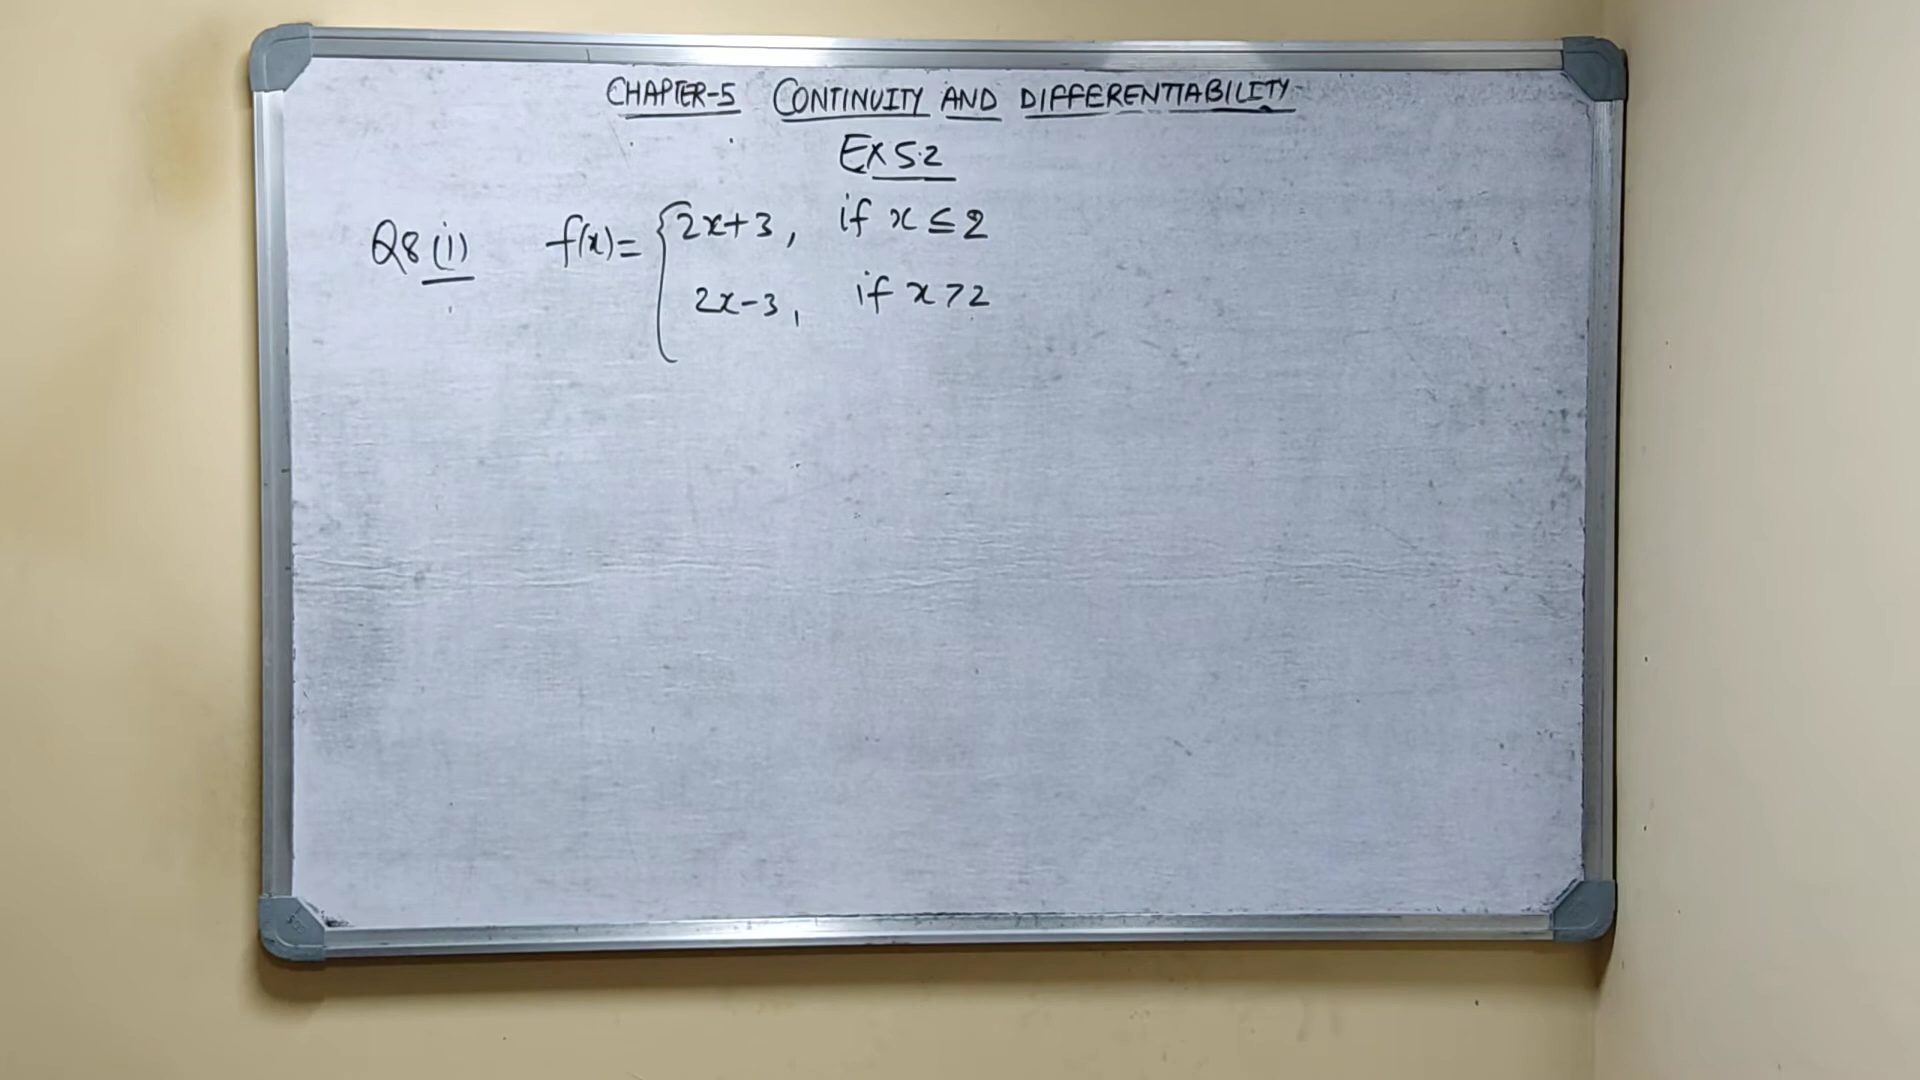 CHAPTER-5 CONTINUITY AND DIFFERENTIABILITY
EX 5.2
Q8 (i) f(x)= { 2x+3, if x ≤ 2
2x-3, if x > 2